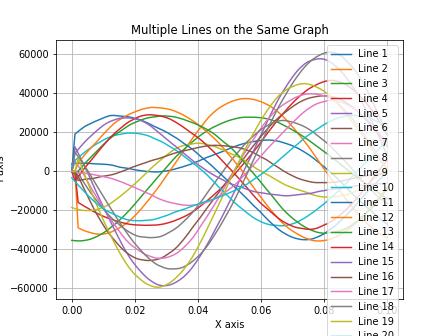 Multiple Lines on the Same Graph
60000
40000
20000
0
−20000
−40000
−60000
0.00
0.02
0.04
0.06
X axis
axis
Line 1
Line 2
Line 3
Line 4
Line 5
Line 6
Line 7
Line 8
Line 9
Line 10
Line 11
Line 12
Line 13
Line 14
Line 15
Line 16
Line 17
Line 18
Line 19
Line 20